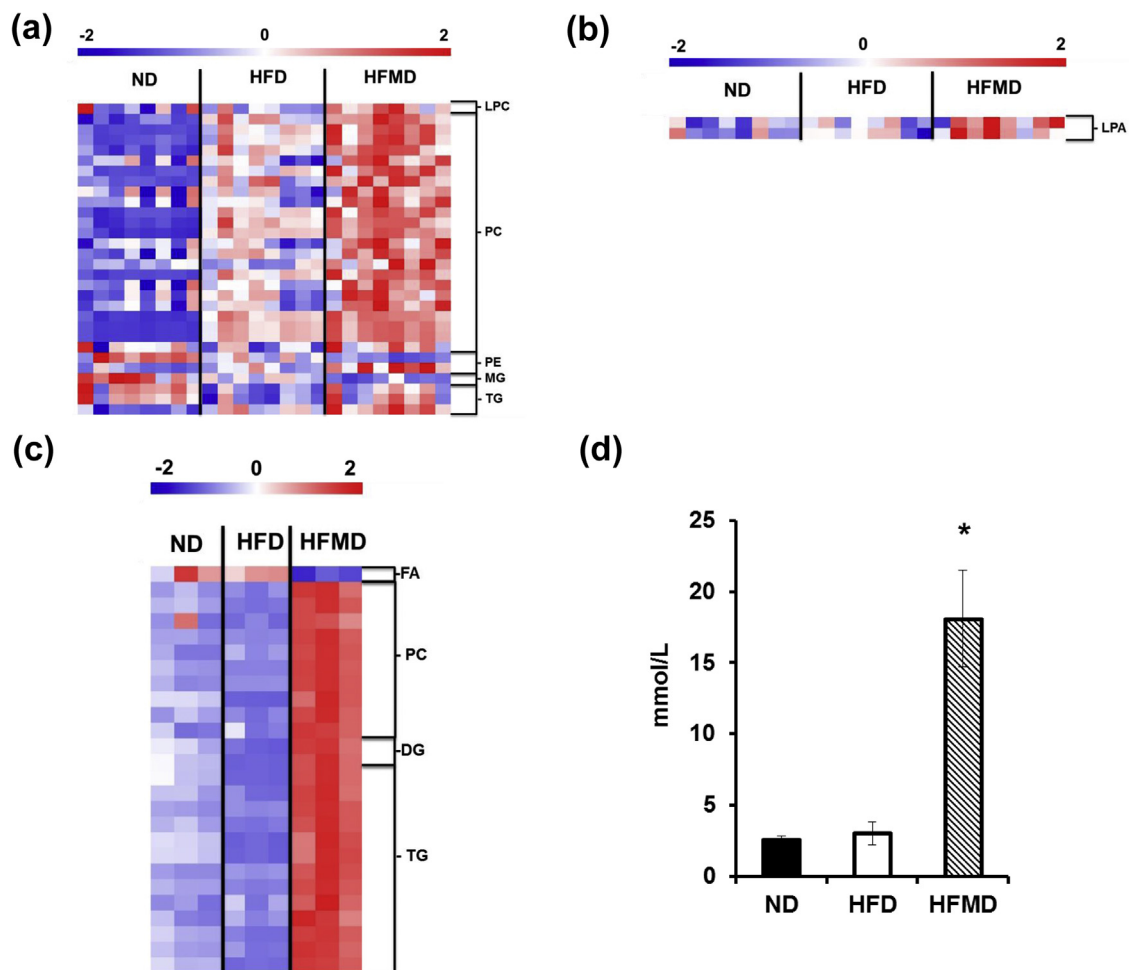 (a)
-2 0 2
ND HFD HFMD
LPC
PC
PE
MG
TG
(b)
-2 0 2
ND HFD HFMD
LPA
(c)
-2 0 2
ND HFD HFMD
FA
PC
DG
TG
(d)
25
20
15
10
5
0
mmol/L
*
ND HFD HFMD